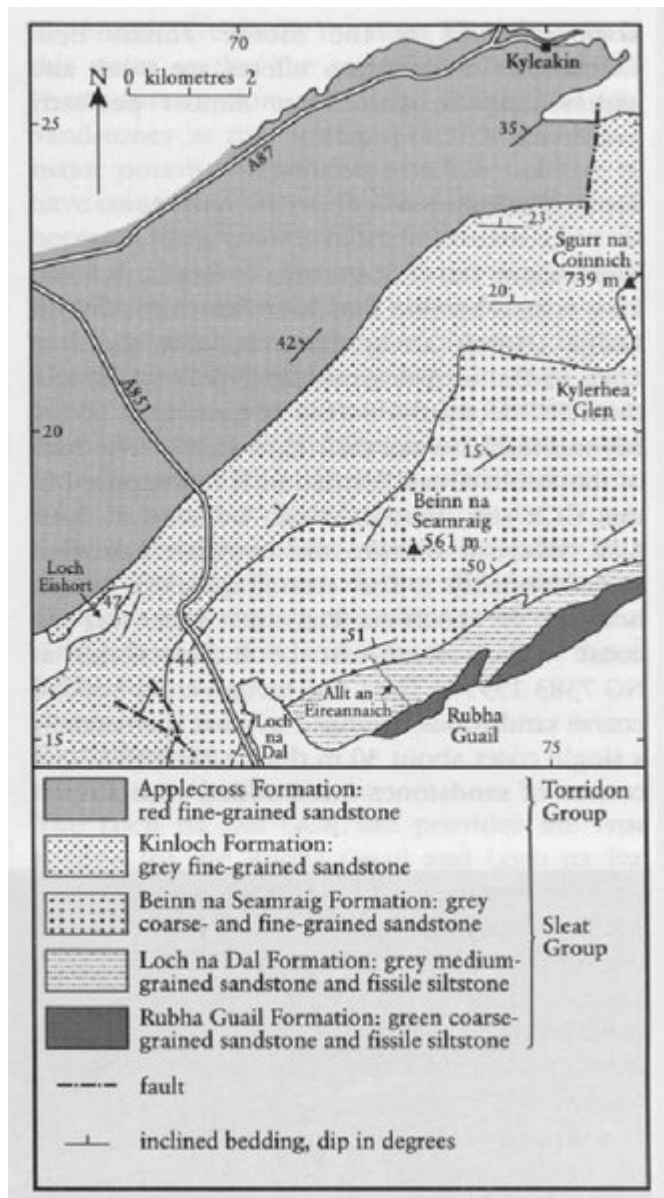 70
Kyleakin
N
0 kilometres 2
25
35
A87
23
Sgurr na
Coinnich
739 m
20
42
Kylerhea
Glen
A851
20
15
Beinn na
Seamraig
561 m
Loch
Eishort
50
47
51
44
Allt an
Eireannaich
Rubha
Guail
Loch
na
Dal
15
75
Applecross Formation:
red fine-grained sandstone
Torridon
Group
Kinloch Formation:
grey fine-grained sandstone
Beinn na Seamraig Formation: grey
coarse- and fine-grained sandstone
Sleat
Group
Loch na Dal Formation: grey medium-
grained sandstone and fissile siltstone
Rubha Guail Formation: green coarse-
grained sandstone and fissile siltstone
fault
inclined bedding, dip in degrees